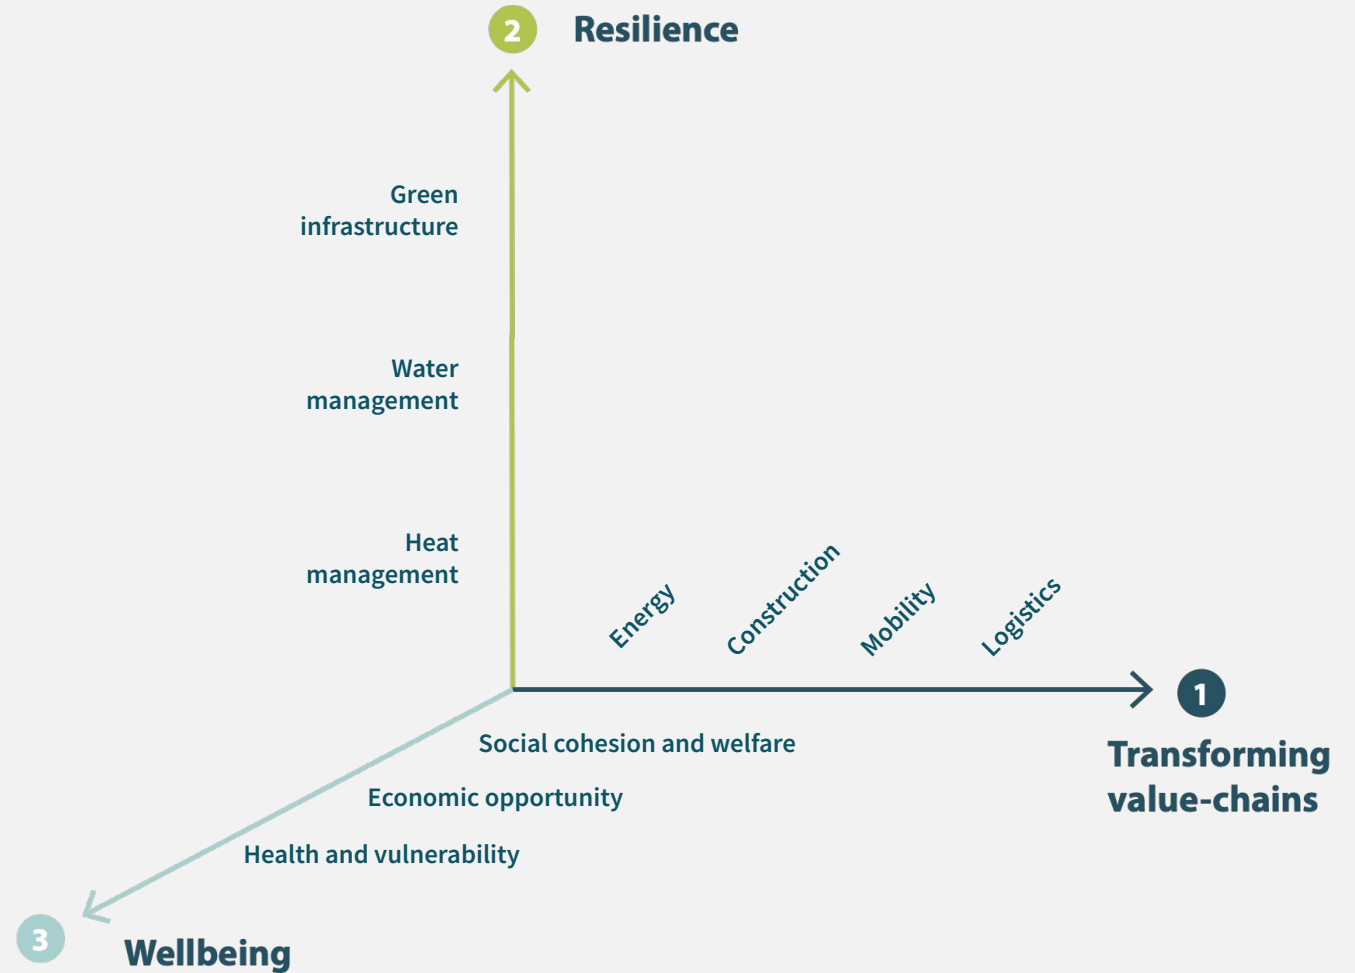 2
Resilience
Green
infrastructure
Water
management
Heat
management
Energy
Construction
Mobility
Logistics
1
Transforming
value-chains
Social cohesion and welfare
Economic opportunity
Health and vulnerability
3
Wellbeing